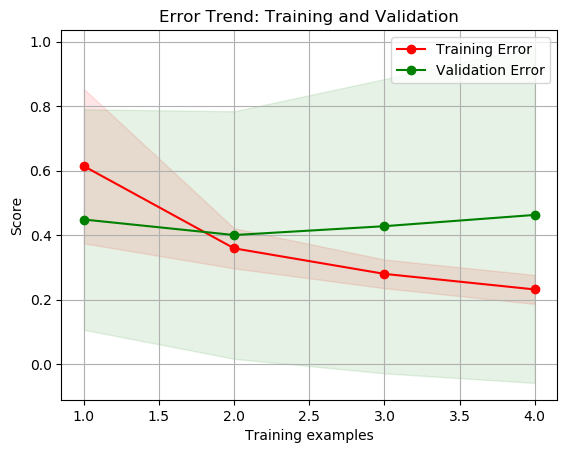 Error Trend: Training and Validation
Training Error
Validation Error
1.0
0.8
0.6
0.4
0.2
0.0
Score
1.0 1.5 2.0 2.5 3.0 3.5 4.0
Training examples